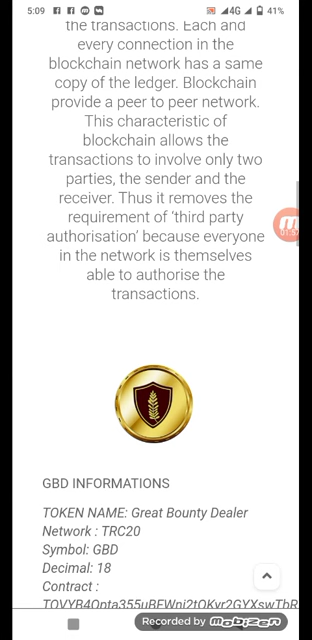 5:09 4G 41%
the transactions. Each and
every connection in the
blockchain network has a same
copy of the ledger. Blockchain
provide a peer to peer network.
This characteristic of
blockchain allows the
transactions to involve only two
parties, the sender and the
receiver. Thus it removes the
requirement of ‘third party
authorisation’ because everyone
in the network is themselves
able to authorise the
transactions.
GBD INFORMATIONS
TOKEN NAME: Great Bounty Dealer
Network : TRC20
Symbol: GBD
Decimal: 18
Contract :
Recorded by Mobizen